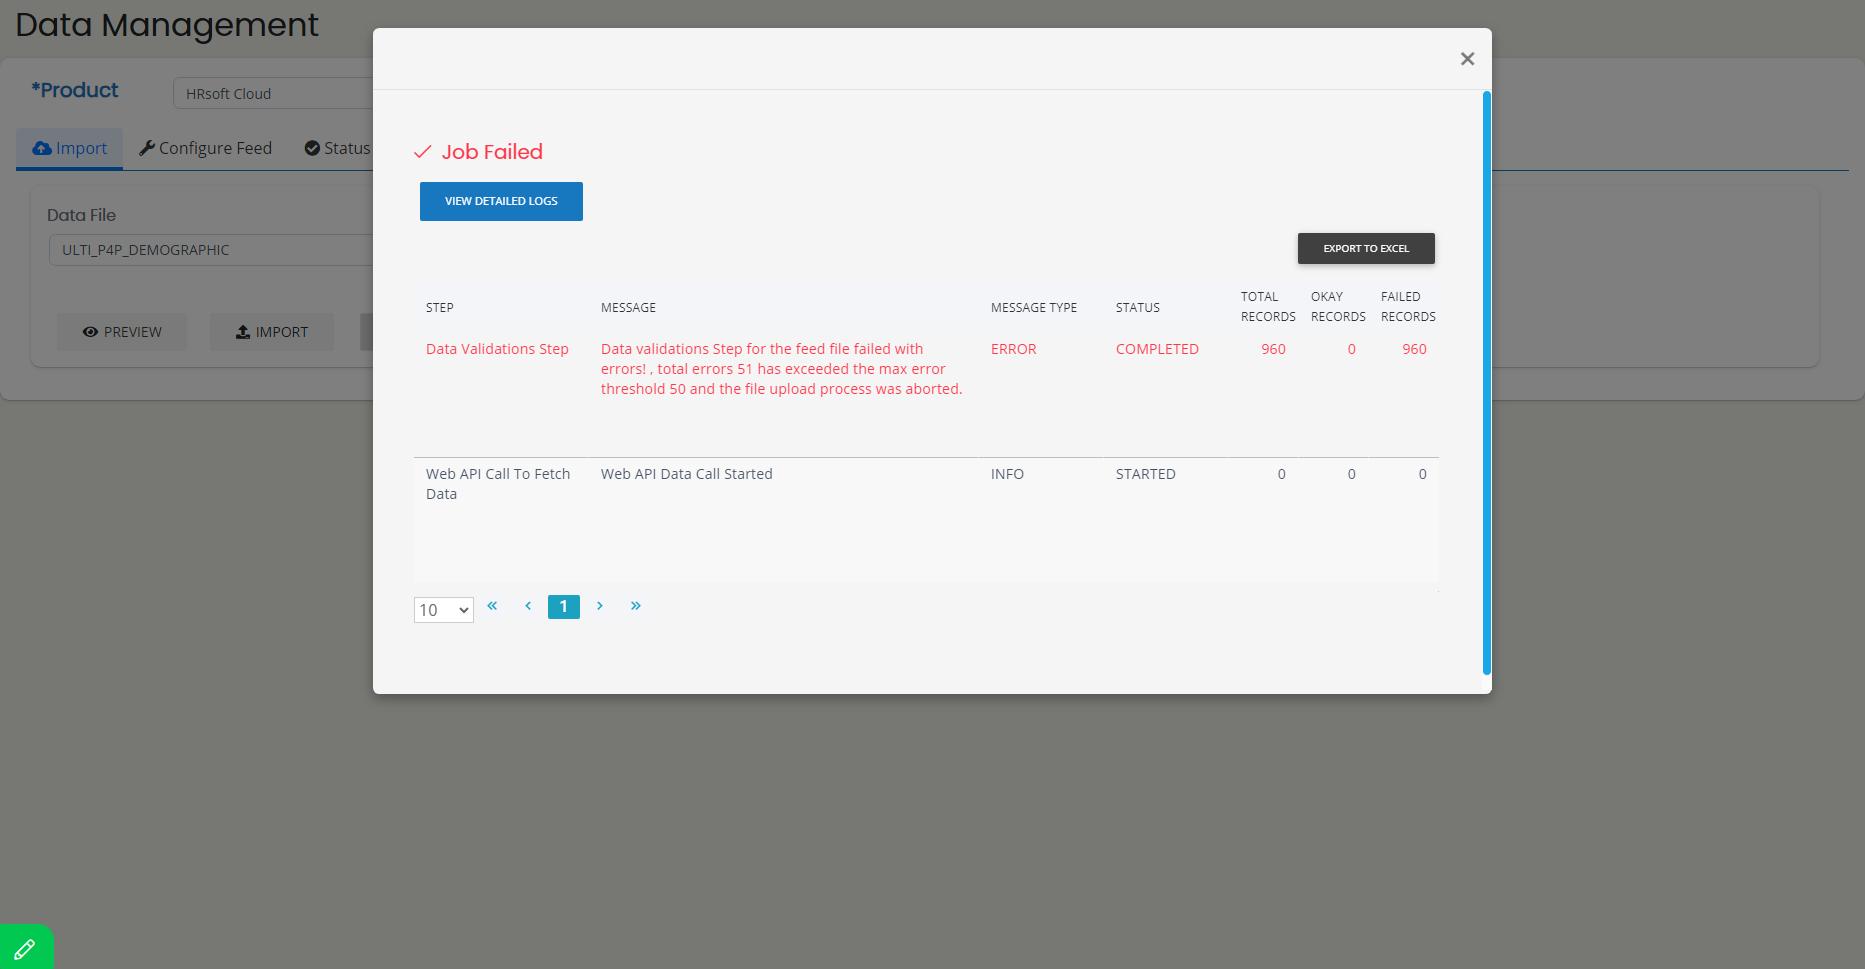 Data Management
×
*Product
HRsoft Cloud
Import
Configure Feed
Status
Data File
ULTI_P4P_DEMOGRAPHIC
PREVIEW
IMPORT
Job Failed
VIEW DETAILED LOGS
EXPORT TO EXCEL
STEP MESSAGE MESSAGE TYPE STATUS TOTAL RECORDS OKAY RECORDS FAILED RECORDS
Data Validations Step
Data validations Step for the feed file failed with
errors! , total errors 51 has exceeded the max error
threshold 50 and the file upload process was aborted.
ERROR COMPLETED 960 0 960
Web API Call To Fetch
Data
Web API Data Call Started
INFO STARTED 0 0 0
10 « ‹ 1 › »